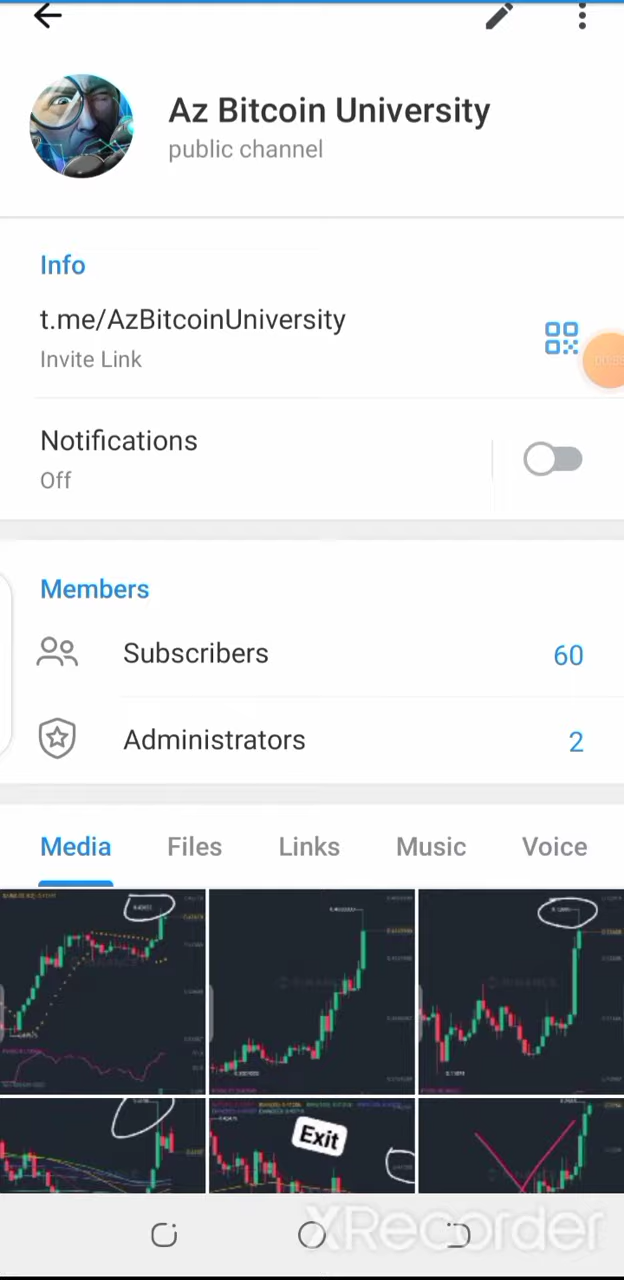 Az Bitcoin University
public channel
Info
t.me/AzBitcoinUniversity
Invite Link
Notifications
Off
Members
Subscribers 60
Administrators 2
Media Files Links Music Voice
Exit
XRecorder